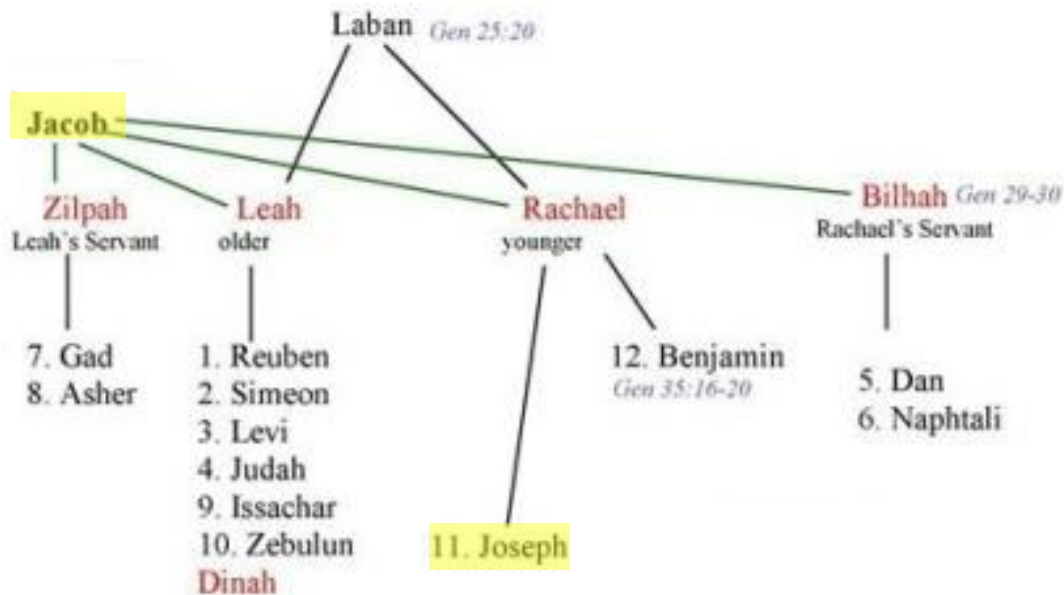 Laban Gen 25:20
Jacob
Zilpah
Leah's Servant
7. Gad
8. Asher
Leah
older
1. Reuben
2. Simeon
3. Levi
4. Judah
9. Issachar
10. Zebulun
Dinah
Rachael
younger
11. Joseph
12. Benjamin
Gen 35:16-20
Bilhah Gen 29-30
Rachael's Servant
5. Dan
6. Naphtali